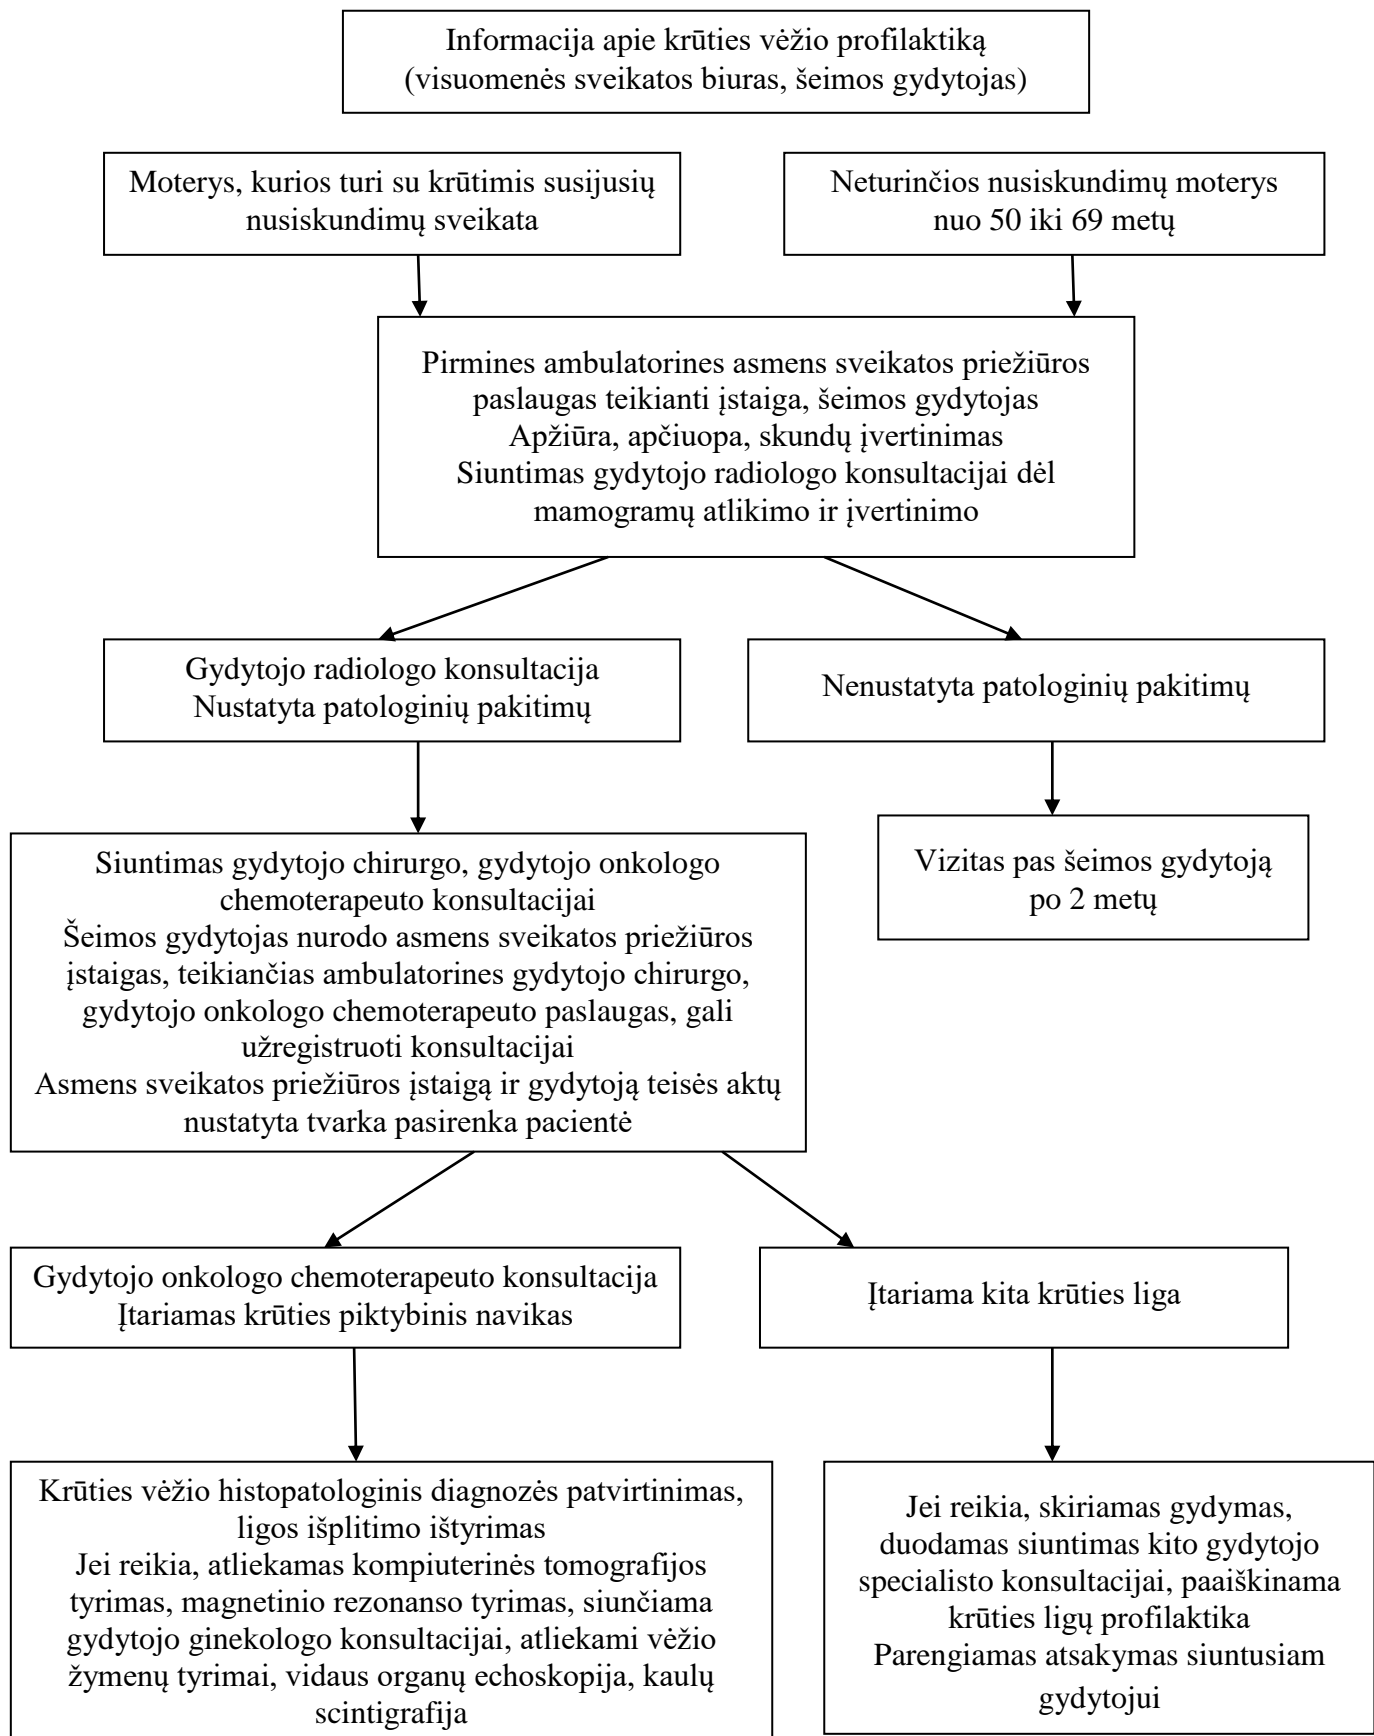 Informacija apie krūties vėžio profilaktiką
(visuomenės sveikatos biuras, šeimos gydytojas)
Moterys, kurios turi su krūtimis susijusių
nusiskundimų sveikata
Neturinčios nusiskundimų moterys
nuo 50 iki 69 metų
Pirmines ambulatorines asmens sveikatos priežiūros
paslaugas teikianti įstaiga, šeimos gydytojas
Apžiūra, apčiuopa, skundų įvertinimas
Siuntimas gydytojo radiologo konsultacijai dėl
mamogramų atlikimo ir įvertinimo
Gydytojo radiologo konsultacija
Nustatyta patologinių pakitimų
Nenustatyta patologinių pakitimų
Siuntimas gydytojo chirurgo, gydytojo onkologo
chemoterapeuto konsultacijai
Šeimos gydytojas nurodo asmens sveikatos priežiūros
įstaigas, teikiančias ambulatorines gydytojo chirurgo,
gydytojo onkologo chemoterapeuto paslaugas, gali
užregistruoti konsultacijai
Asmens sveikatos priežiūros įstaigą ir gydytoją teisės aktų
nustatyta tvarka pasirenka pacientė
Vizitas pas šeimos gydytoją
po 2 metų
Gydytojo onkologo chemoterapeuto konsultacija
Įtariamas krūties piktybinis navikas
Įtariama kita krūties liga
Krūties vėžio histopatologinis diagnozės patvirtinimas,
ligos išplitimo ištyrimas
Jei reikia, atliekamas kompiuterinės tomografijos
tyrimas, magnetinio rezonanso tyrimas, siunčiama
gydytojo ginekologo konsultacijai, atliekami vėžio
žymenų tyrimai, vidaus organų echoskopija, kaulų
scintigrafija
Jei reikia, skiriamas gydymas,
duodamas siuntimas kito gydytojo
specialisto konsultacijai, paaiškinama
krūties ligų profilaktika
Parengiamas atsakymas siuntusiam
gydytojui